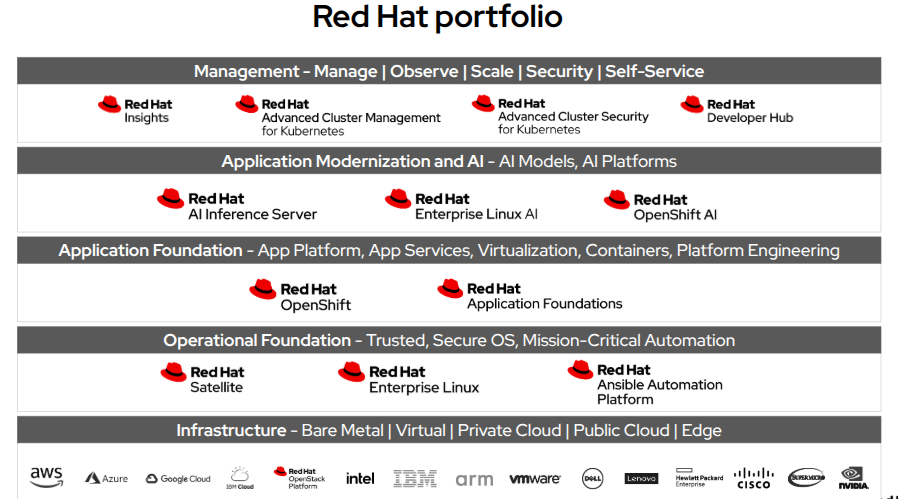 Red Hat portfolio
Management - Manage | Observe | Scale | Security | Self-Service
Red Hat
Insights
Red Hat
Advanced Cluster Management
for Kubernetes
Red Hat
Advanced Cluster Security
for Kubernetes
Red Hat
Developer Hub
Application Modernization and AI - AI Models, AI Platforms
Red Hat
AI Inference Server
Red Hat
Enterprise Linux AI
Red Hat
OpenShift AI
Application Foundation - App Platform, App Services, Virtualization, Containers, Platform Engineering
Red Hat
OpenShift
Red Hat
Application Foundations
Operational Foundation - Trusted, Secure OS, Mission-Critical Automation
Red Hat
Satellite
Red Hat
Enterprise Linux
Red Hat
Ansible Automation
Platform
Infrastructure - Bare Metal | Virtual | Private Cloud | Public Cloud | Edge
aws
Azure
Google Cloud
IBM Cloud
Red Hat
OpenStack
Platform
intel
IBM
arm
vmware
DELL
Lenovo
Hewlett Packard
Enterprise
CISCO
SUPERMICRO
NVIDIA